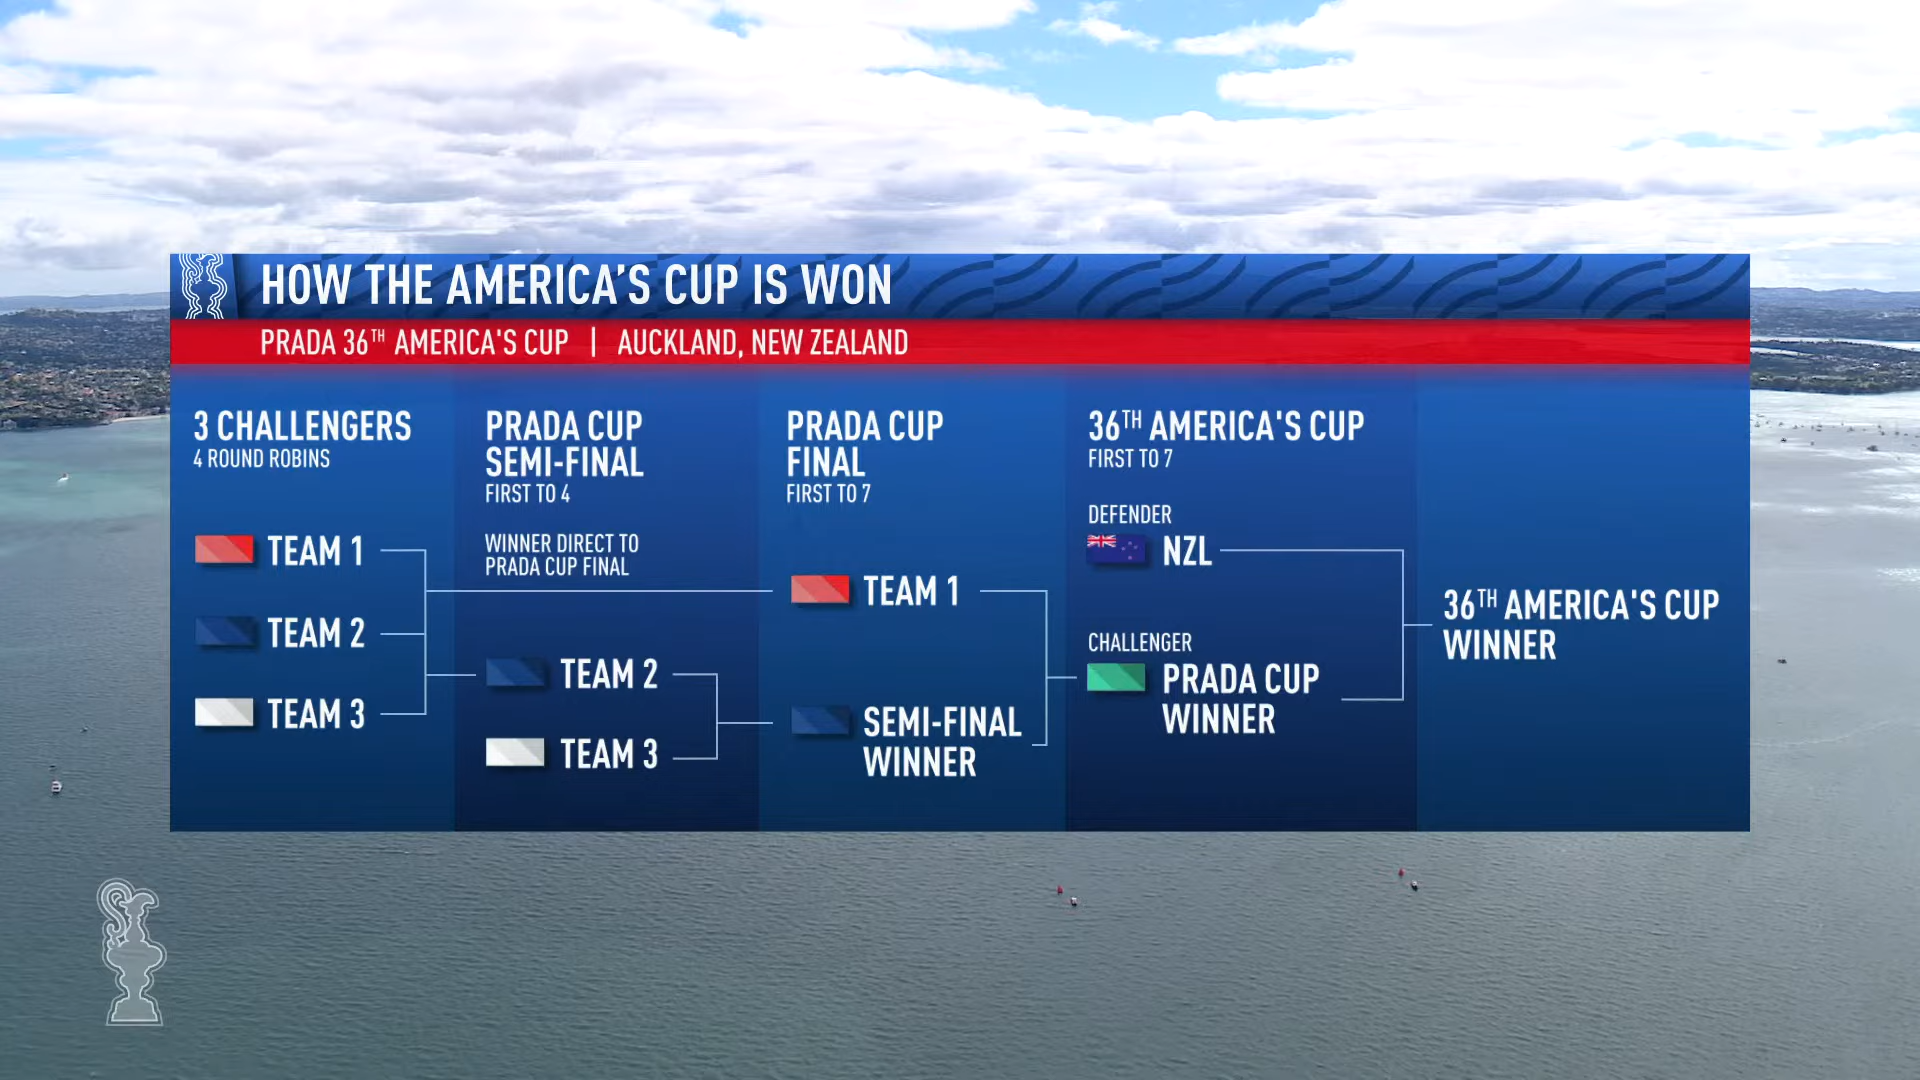 HOW THE AMERICA'S CUP IS WON
PRADA 36TH AMERICA'S CUP | AUCKLAND, NEW ZEALAND
3 CHALLENGERS
4 ROUND ROBINS
TEAM 1
TEAM 2
TEAM 3
PRADA CUP
SEMI-FINAL
FIRST TO 4
WINNER DIRECT TO
PRADA CUP FINAL
TEAM 2
TEAM 3
PRADA CUP
FINAL
FIRST TO 7
TEAM 1
SEMI-FINAL
WINNER
36TH AMERICA'S CUP
FIRST TO 7
DEFENDER
NZL
CHALLENGER
PRADA CUP
WINNER
36TH AMERICA'S CUP
WINNER